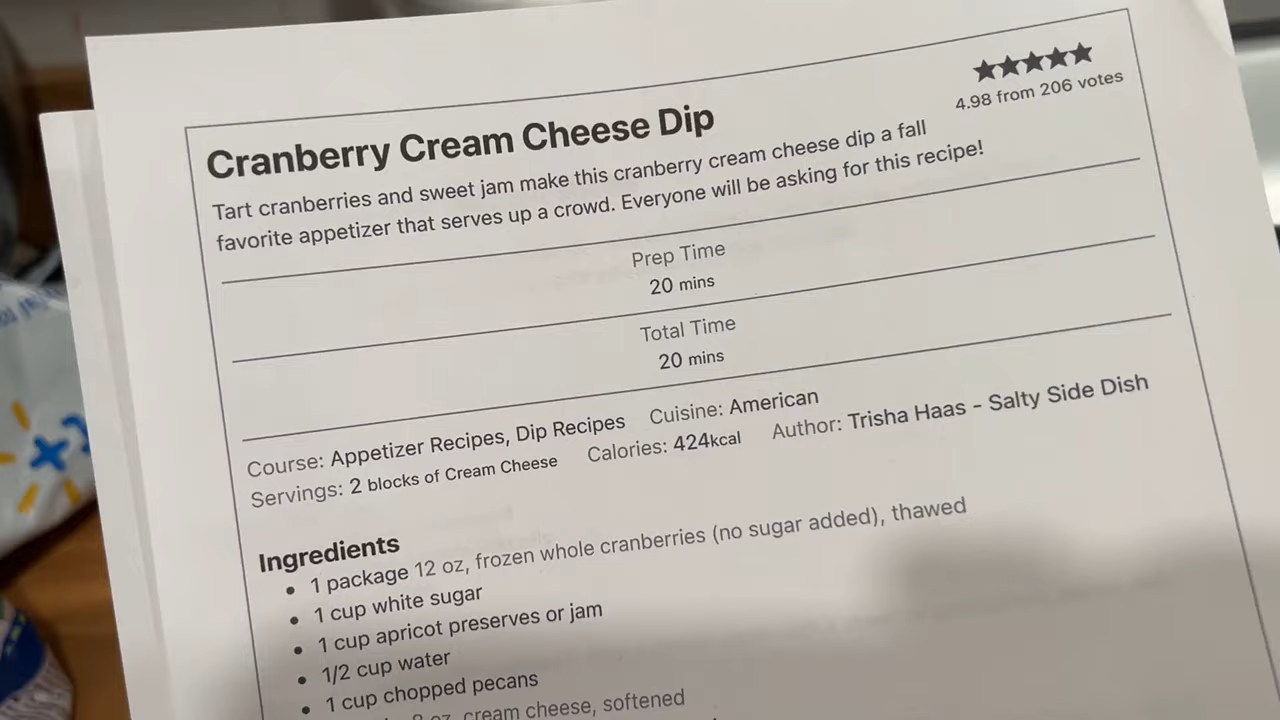 ★★★★★
4.98 from 206 votes
Cranberry Cream Cheese Dip
Tart cranberries and sweet jam make this cranberry cream cheese dip a fall
favorite appetizer that serves up a crowd. Everyone will be asking for this recipe!
Prep Time
20 mins
Total Time
20 mins
Course: Appetizer Recipes, Dip Recipes Cuisine: American
Servings: 2 blocks of Cream Cheese Calories: 424kcal Author: Trisha Haas - Salty Side Dish
Ingredients
• 1 package 12 oz, frozen whole cranberries (no sugar added), thawed
• 1 cup white sugar
• 1 cup apricot preserves or jam
• 1/2 cup water
• 1 cup chopped pecans
oz, cream cheese, softened